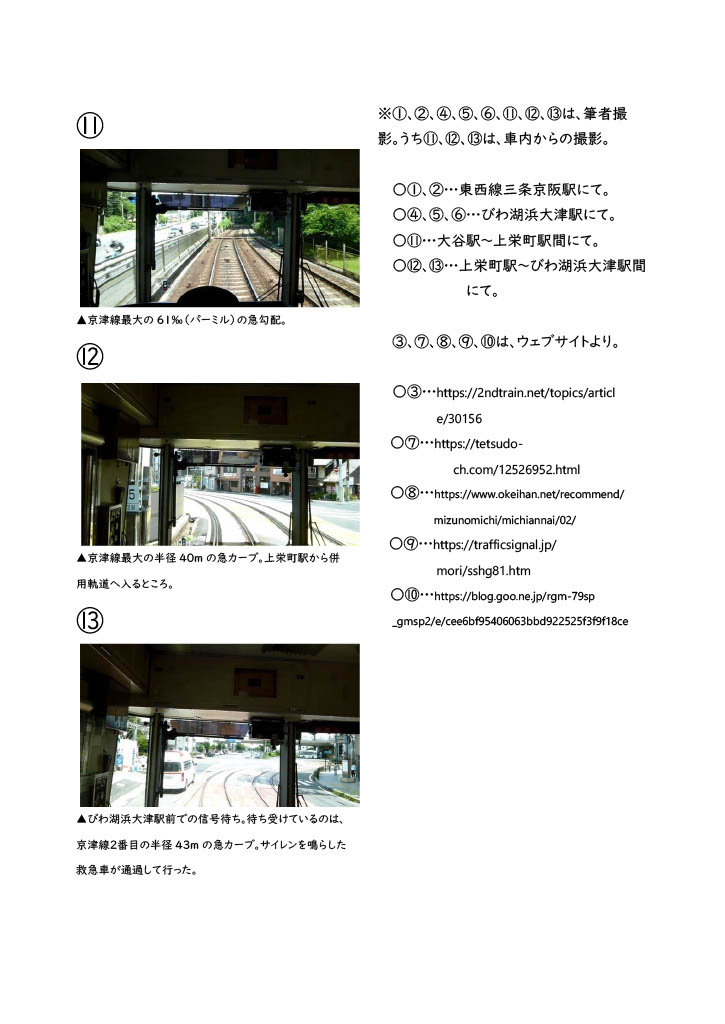 ⑪
▲京津線最大の61‰（パーミル）の急勾配。
⑫
5
▲京津線最大の半径40mの急カーブ。上栄町駅から併
用軌道へ入るところ。
⑬
▲びわ湖浜大津駅前での信号待ち。待ち受けているのは、
京津線2番目の半径43mの急カーブ。サイレンを鳴らした
救急車が通過して行った。
※①、②、④、⑤、⑥、⑪、⑫、⑬は、筆者撮
影。うち⑪、⑫、⑬は、車内からの撮影。
○①、②…東西線三条京阪駅にて。
○④、⑤、⑥…びわ湖浜大津駅にて。
○⑪…大谷駅～上栄町駅間にて。
○⑫、⑬…上栄町駅～びわ湖浜大津駅間
にて。
③、⑦、⑧、⑨、⑩は、ウェブサイトより。
○③…https://2ndtrain.net/topics/articl
e/30156
○⑦…https://tetsudo-
ch.com/12526952.html
○⑧…https://www.okeihan.net/recommend/
mizunomichi/michiannai/02/
○⑨…https://trafficsignal.jp/
mori/sshg81.htm
○⑩…https://blog.goo.ne.jp/rgm-79sp
_gmsp2/e/cee6bf95406063bbd922525f3f9f18ce